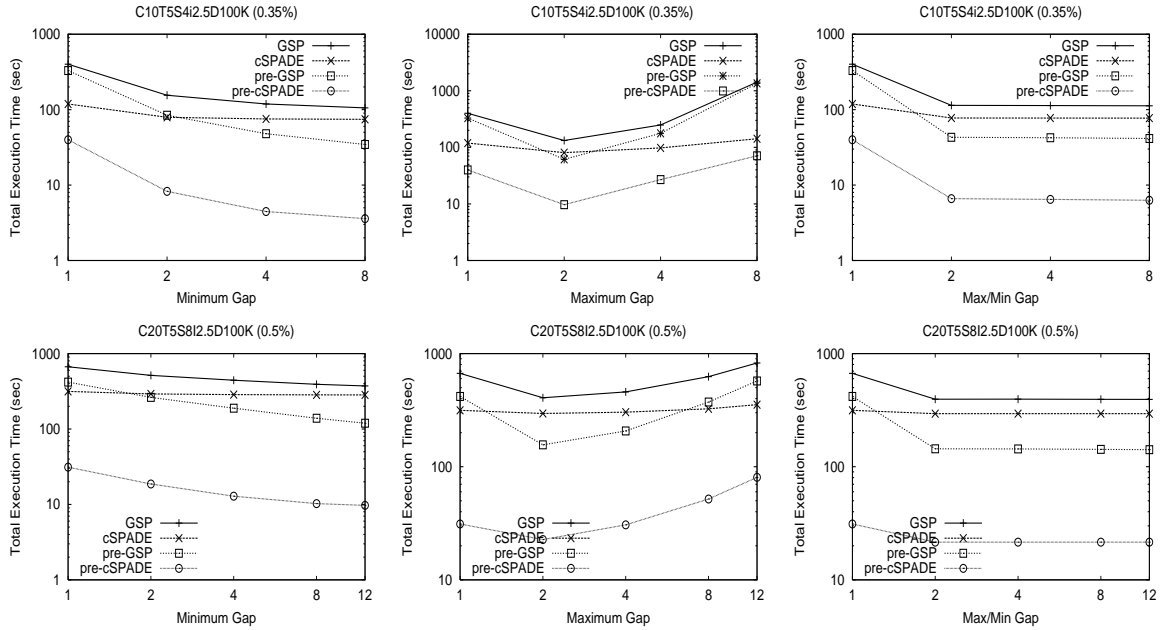 C10T5S4i2.5D100K (0.35%)
Total Execution Time (sec)
1000
100
10
1
GSP
cSPADE
pre-GSP
pre-cSPADE
1 2 4 8
Minimum Gap
C10T5S4i2.5D100K (0.35%)
Total Execution Time (sec)
10000
1000
100
10
1
GSP
cSPADE
pre-GSP
pre-cSPADE
1 2 4 8
Maximum Gap
C10T5S4i2.5D100K (0.35%)
Total Execution Time (sec)
1000
100
10
1
GSP
cSPADE
pre-GSP
pre-cSPADE
1 2 4 8
Max/Min Gap
C20T5S8I2.5D100K (0.5%)
Total Execution Time (sec)
1000
100
10
1
GSP
cSPADE
pre-GSP
pre-cSPADE
1 2 4 8 12
Minimum Gap
C20T5S8I2.5D100K (0.5%)
Total Execution Time (sec)
1000
100
10
GSP
cSPADE
pre-GSP
pre-cSPADE
1 2 4 8 12
Maximum Gap
C20T5S8I2.5D100K (0.5%)
Total Execution Time (sec)
1000
100
10
GSP
cSPADE
pre-GSP
pre-cSPADE
1 2 4 8 12
Max/Min Gap